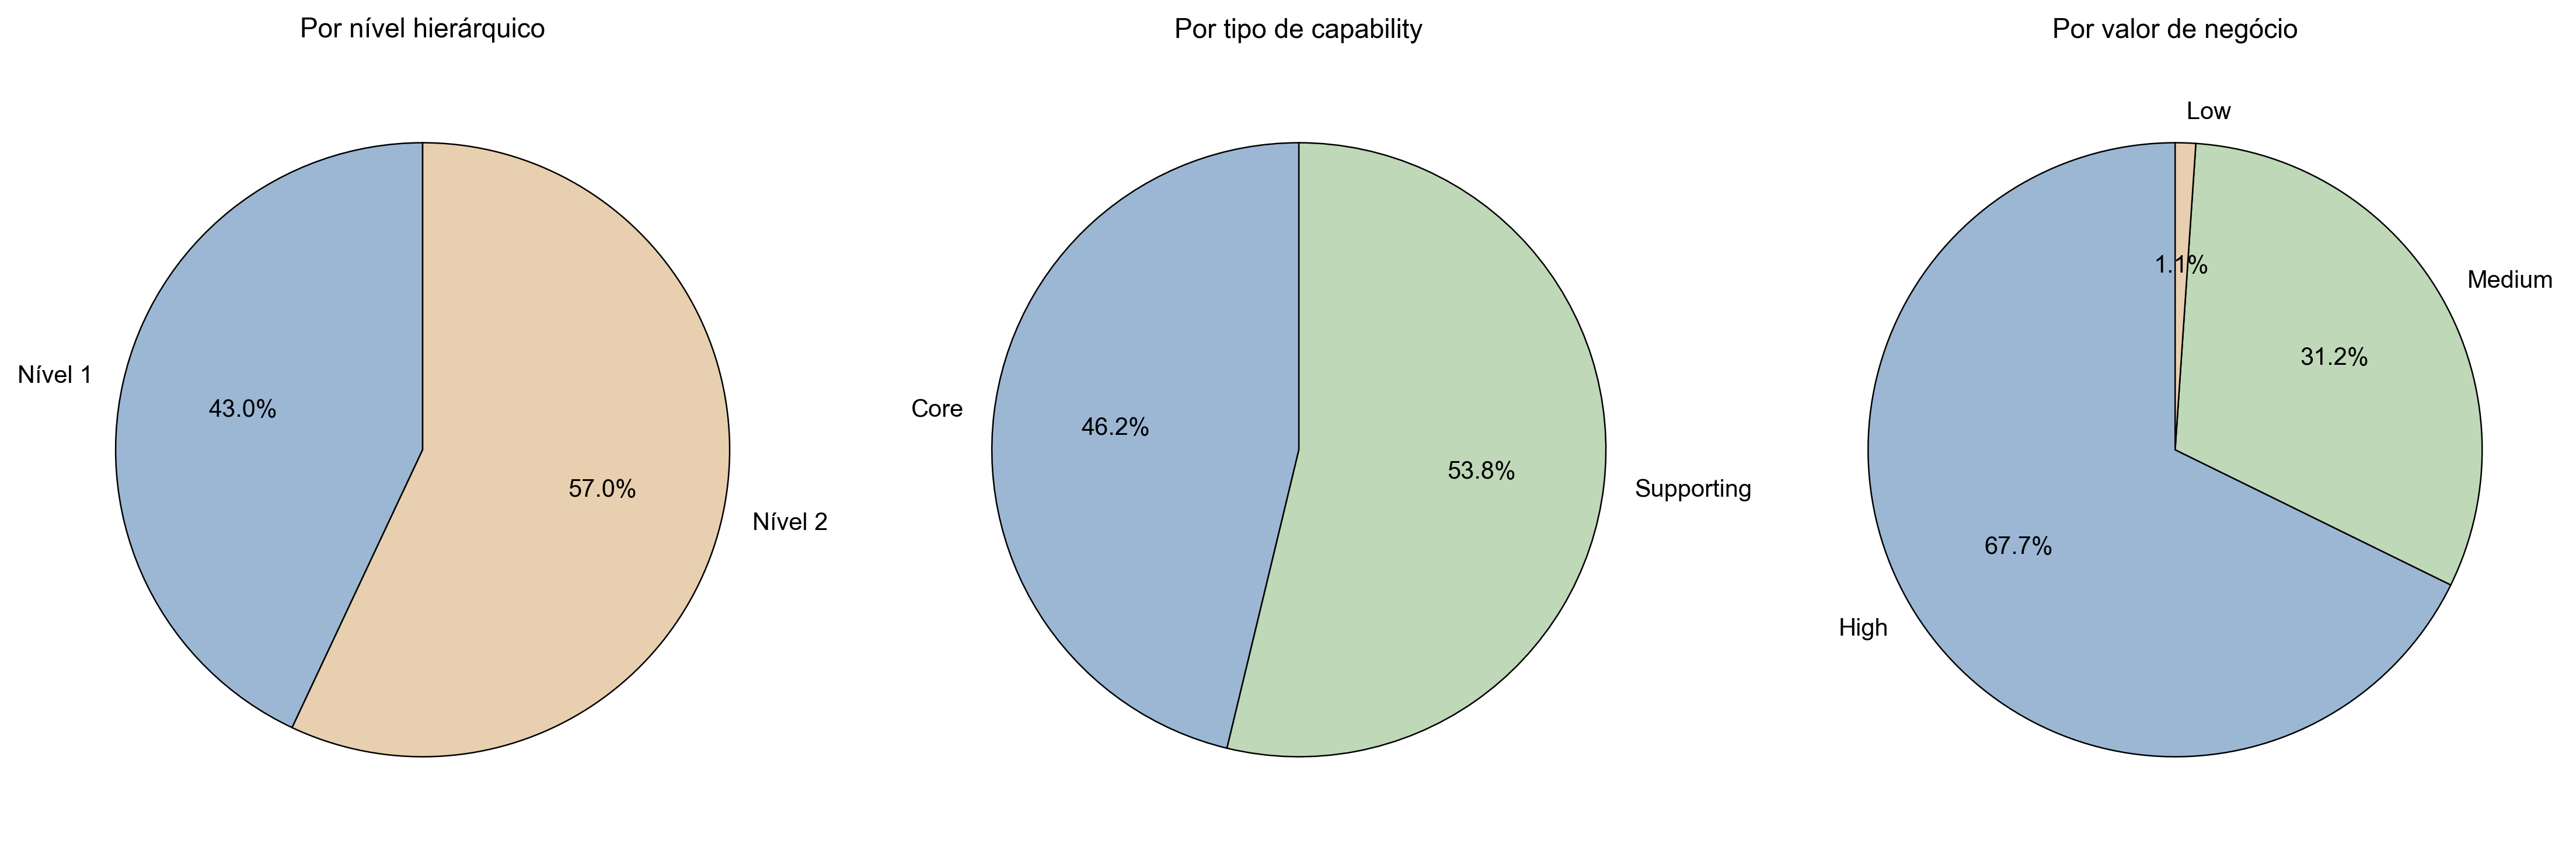 Por nível hierárquico
Nível 1
43.0%
57.0%
Nível 2
Por tipo de capability
Core
46.2%
53.8%
Supporting
Por valor de negócio
Low
1.1%
Medium
31.2%
67.7%
High